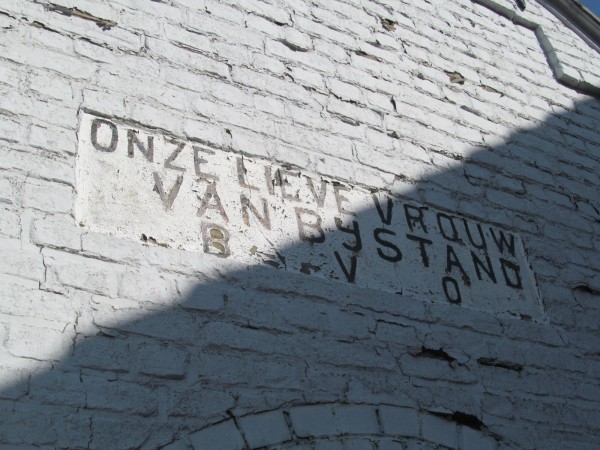 ONZE LIEVE VROUW
VAN BYSTAND
B V O